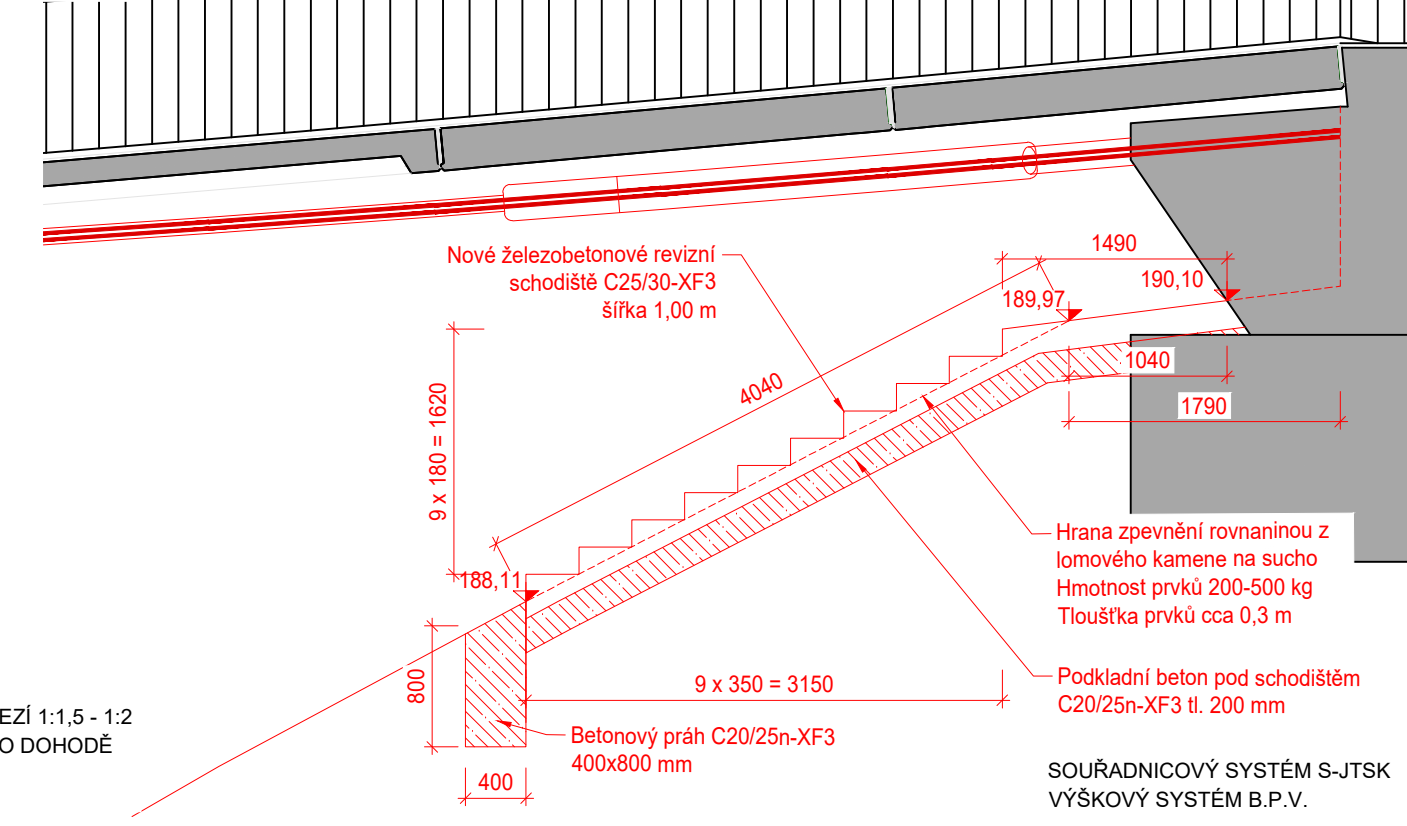 Nové železobetonové revizní
schodiště C25/30-XF3
šířka 1,00 m
1490
190,10
189,97
1040
1790
4040
9 x 180 = 1620
188,11
800
400
9 x 350 = 3150
Hrana zpevnění rovnaninou z
lomového kamene na sucho
Hmotnost prvků 200-500 kg
Tloušťka prvků cca 0,3 m
Podkladní beton pod schodištěm
C20/25n-XF3 tl. 200 mm
Betonový práh C20/25n-XF3
400x800 mm
EZÍ 1:1,5 - 1:2
O DOHODĚ
SOUŘADNICOVÝ SYSTÉM S-JTSK
VÝŠKOVÝ SYSTÉM B.P.V.